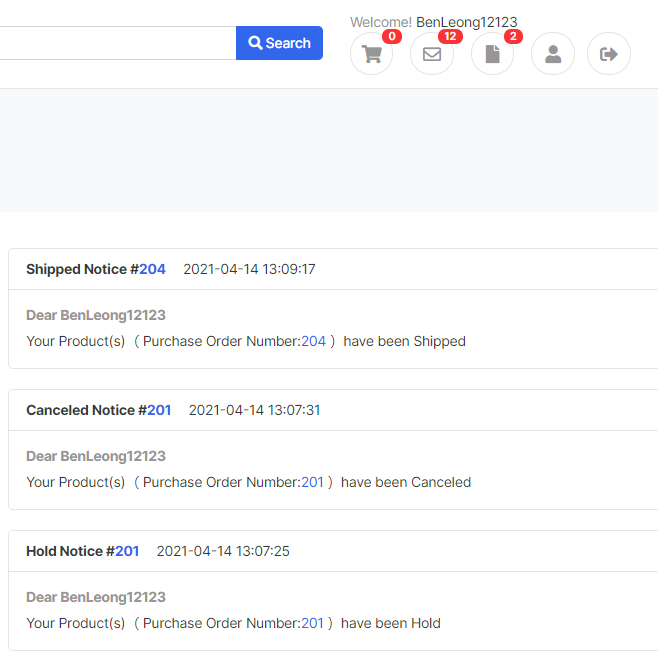 Welcome! BenLeong12123
Search
0
12
2
Shipped Notice #204 2021-04-14 13:09:17
Dear BenLeong12123
Your Product(s) ( Purchase Order Number:204 ) have been Shipped
Canceled Notice #201 2021-04-14 13:07:31
Dear BenLeong12123
Your Product(s) ( Purchase Order Number:201 ) have been Canceled
Hold Notice #201 2021-04-14 13:07:25
Dear BenLeong12123
Your Product(s) ( Purchase Order Number:201 ) have been Hold